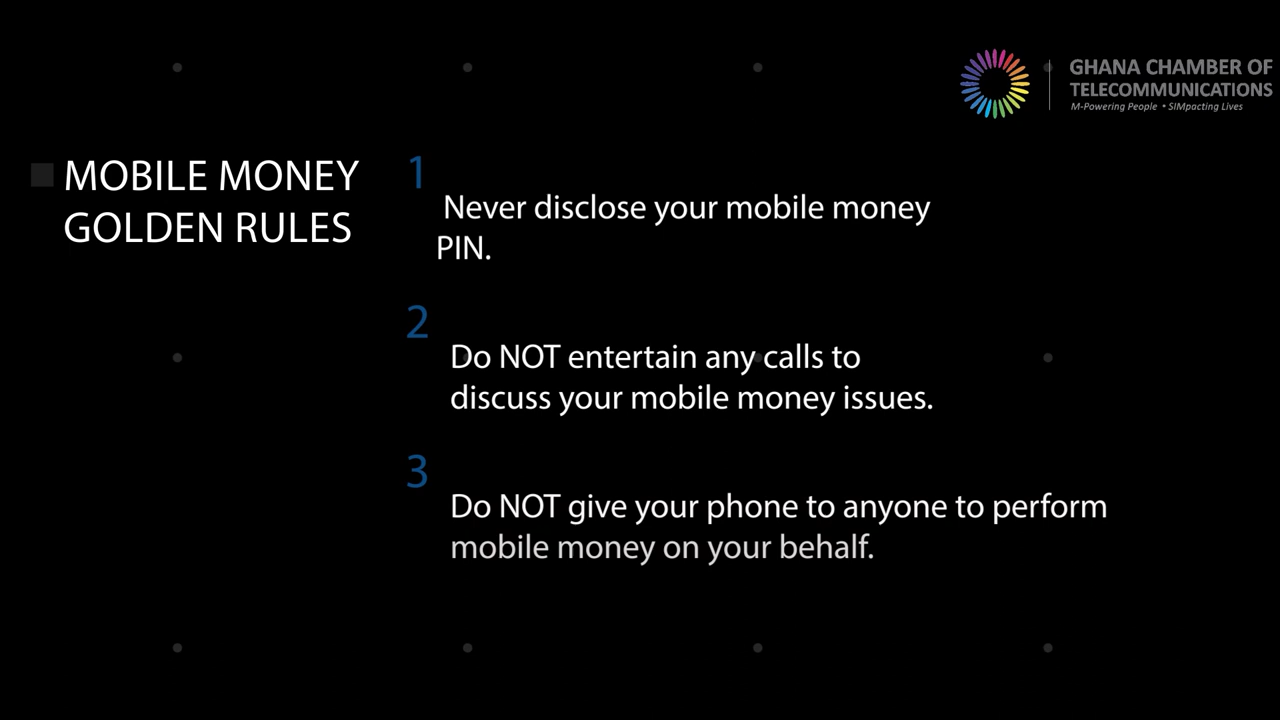 GHANA CHAMBER OF
TELECOMMUNICATIONS
M-Powering People • SIMpacting Lives
MOBILE MONEY
GOLDEN RULES
1
Never disclose your mobile money
PIN.
2
Do NOT entertain any calls to
discuss your mobile money issues.
3
Do NOT give your phone to anyone to perform
mobile money on your behalf.